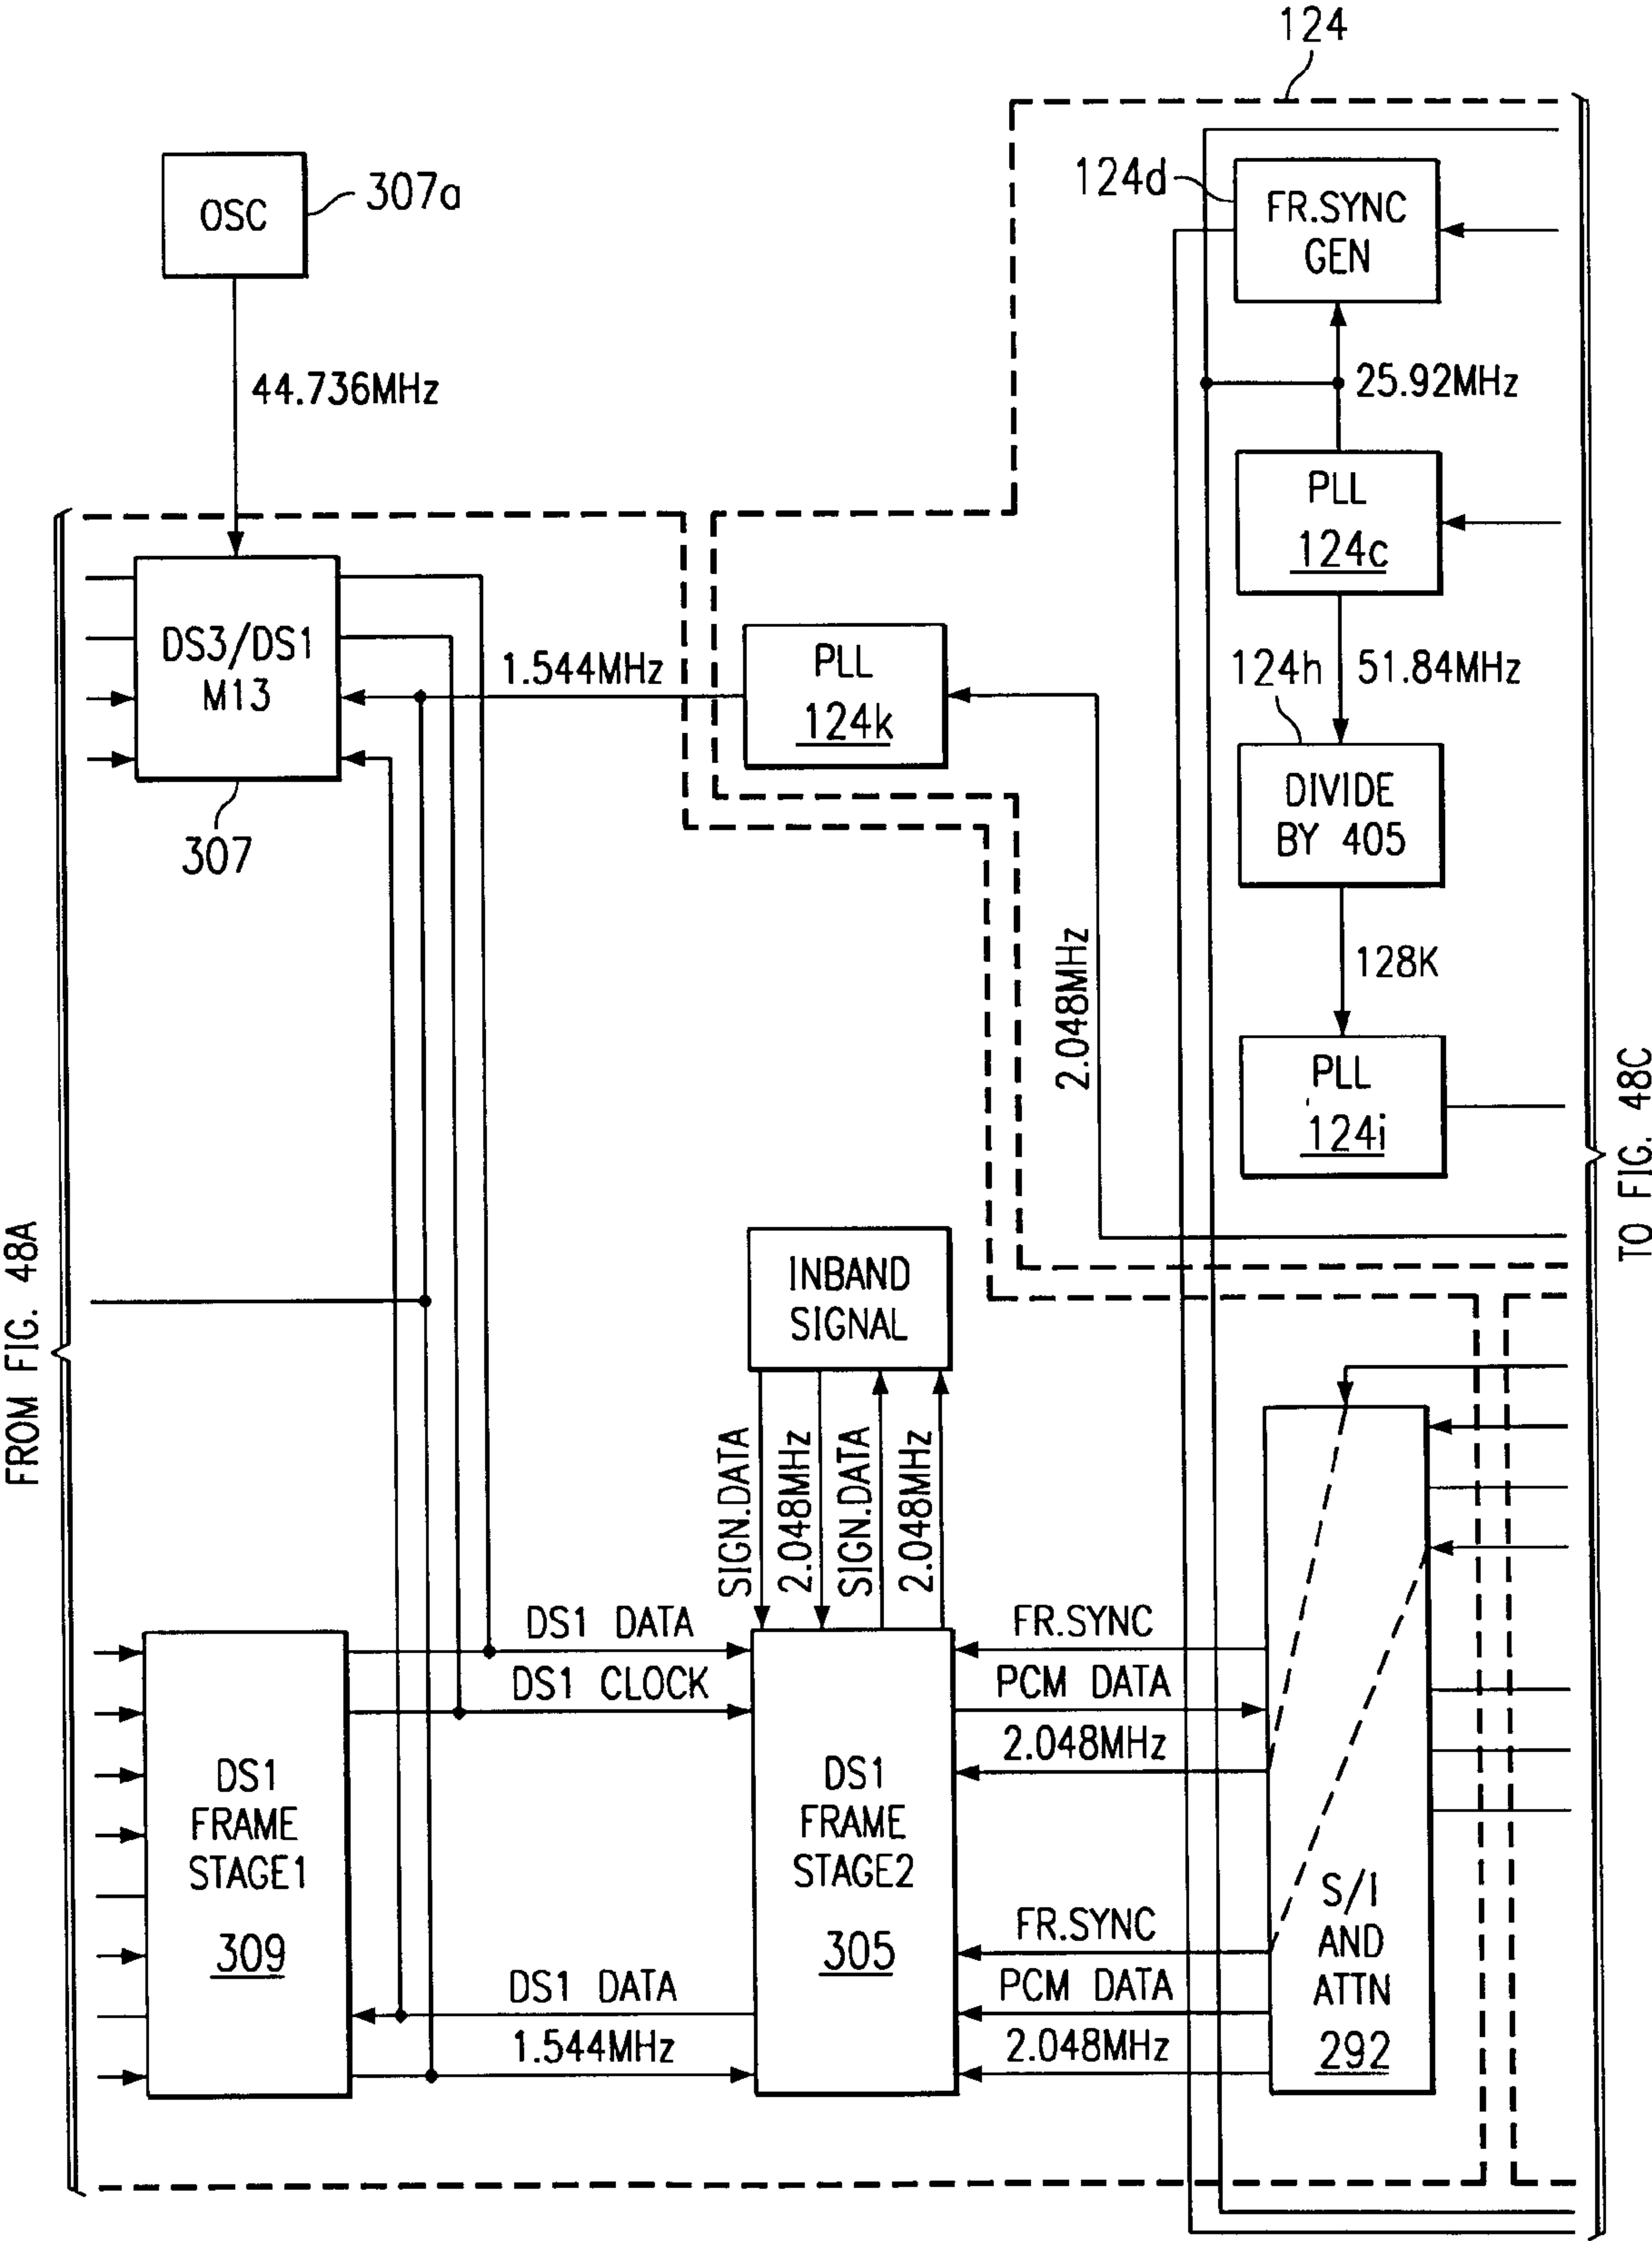 124
OSC
307a
124d
FR.SYNC
GEN
44.736MHz
25.92MHz
PLL
124c
DS3/DS1
M13
1.544MHz
PLL
124k
124h
51.84MHz
307
DIVIDE
BY 405
2.048MHz
128K
PLL
124i
FROM FIG. 48A
TO FIG. 48C
INBAND
SIGNAL
SIGN.DATA
2.048MHz
SIGN.DATA
2.048MHz
DS1 DATA
DS1 CLOCK
FR.SYNC
PCM DATA
2.048MHz
DS1
FRAME
STAGE1
309
DS1
FRAME
STAGE2
305
S/I
AND
ATTN
292
FR.SYNC
PCM DATA
2.048MHz
DS1 DATA
1.544MHz